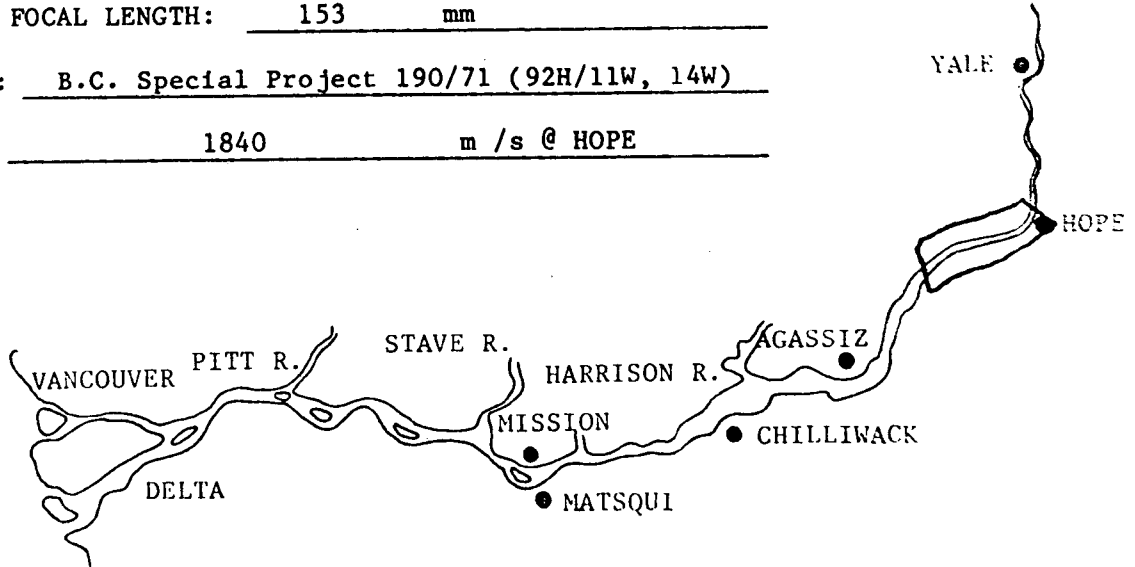 FOCAL LENGTH: 153 mm
: B.C. Special Project 190/71 (92H/11W, 14W)
1840 m /s @ HOPE
YALE
HOPE
AGASSIZ
STAVE R.
PITT R.
HARRISON R.
VANCOUVER
MISSION
CHILLIWACK
DELTA
MATSQUI